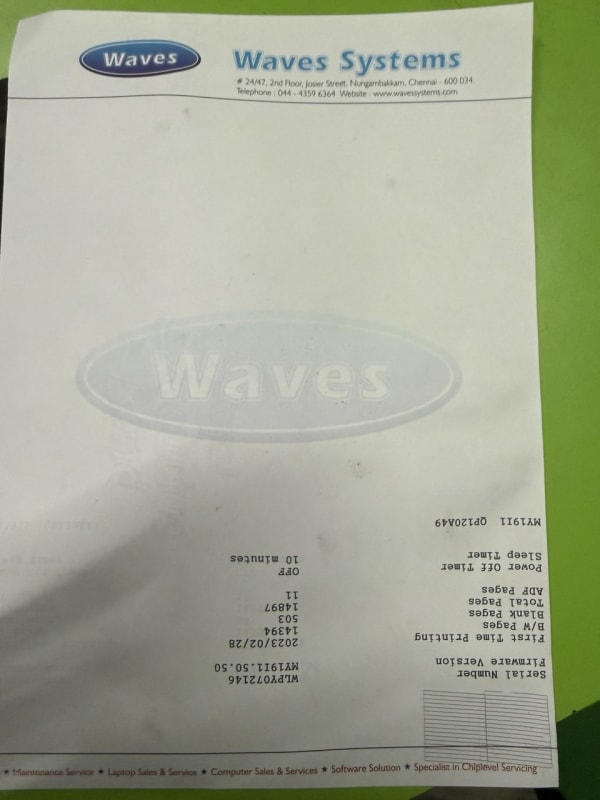 Waves
Waves Systems
# 24/47, 2nd Floor, Josier Street, Nungambakkam, Chennai - 600 034.
Telephone : 044 - 4359 6364 Website : www.wavessystems.com
Waves
Serial Number WLPY072146
Firmware Version MY19I1.50.50
First Time Printing 2023/02/28
B/W Pages 14394
Blank Pages 503
Total Pages 14897
ADF Pages 11
Power Off Timer OFF
Sleep Timer 10 minutes
MY19I1 QP120A49
★ Maintenance Service ★ Laptop Sales & Service ★ Computer Sales & Services ★ Software Solution ★ Specialist in Chiplevel Servicing